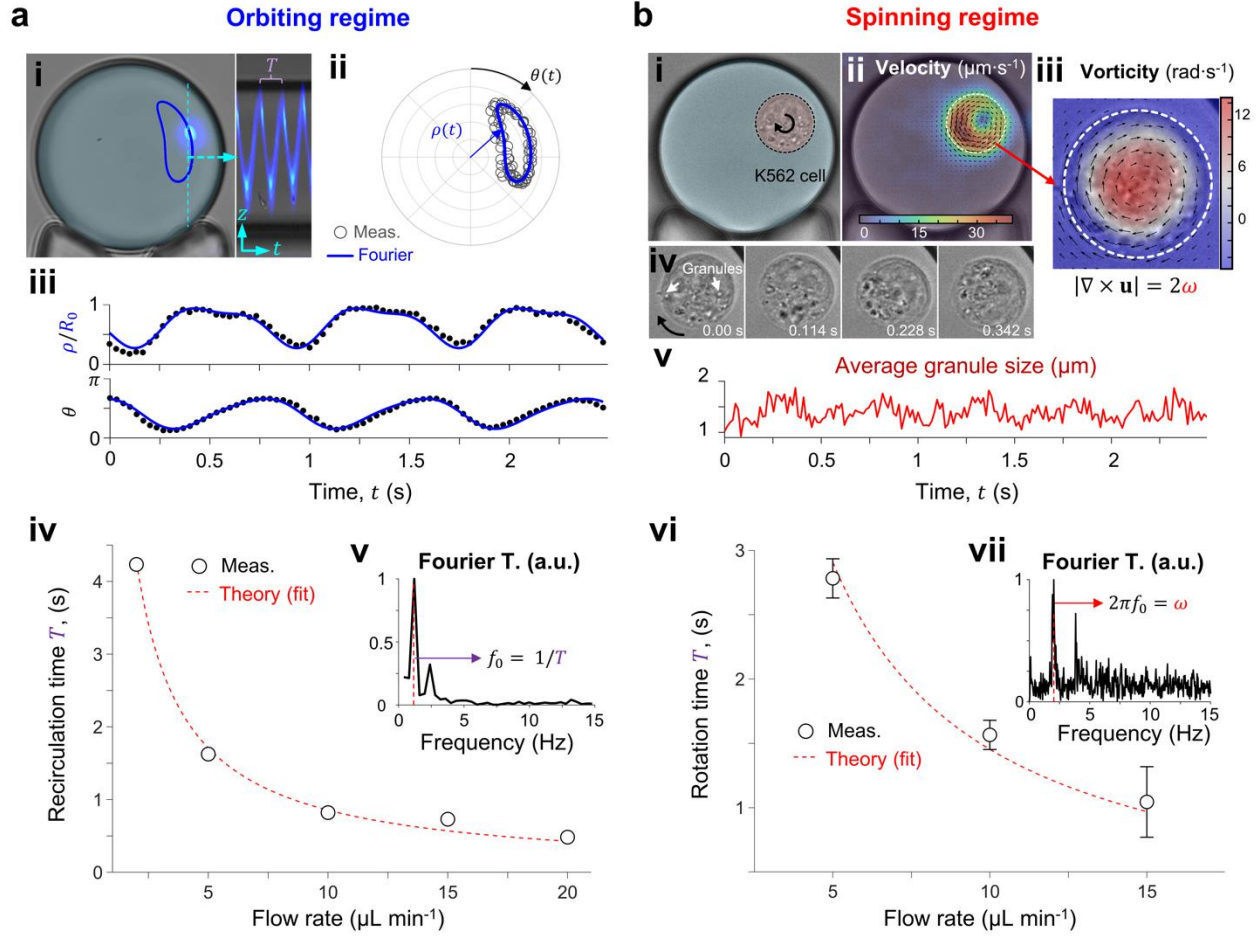 a
Orbiting regime
i
T
z
t
ii
θ(t)
ρ(t)
Meas.
Fourier
iii
ρ/R₀
1
0
θ
π
0
0 0.5 1 1.5 2
Time, t (s)
iv
Recirculation time T, (s)
4
3
2
1
0
Meas.
Theory (fit)
5 10 15 20
Flow rate (µL min⁻¹)
v
Fourier T. (a.u.)
1
0.5
0
f₀ = 1/T
0 5 10 15
Frequency (Hz)
b
Spinning regime
i
K562 cell
ii
Velocity (µm·s⁻¹)
0 15 30
iii
Vorticity (rad·s⁻¹)
12
6
4
2
0
|∇ × u| = 2ω
iv
Granules
0.00 s
0.114 s
0.228 s
0.342 s
v
Average granule size (µm)
2
1
0 0.5 1 1.5 2
Time, t (s)
vi
Rotation time T, (s)
3
2
1
Meas.
Theory (fit)
5 10 15
Flow rate (µL min⁻¹)
vii
Fourier T. (a.u.)
1
0.5
0
2πf₀ = ω
0 5 10 15
Frequency (Hz)